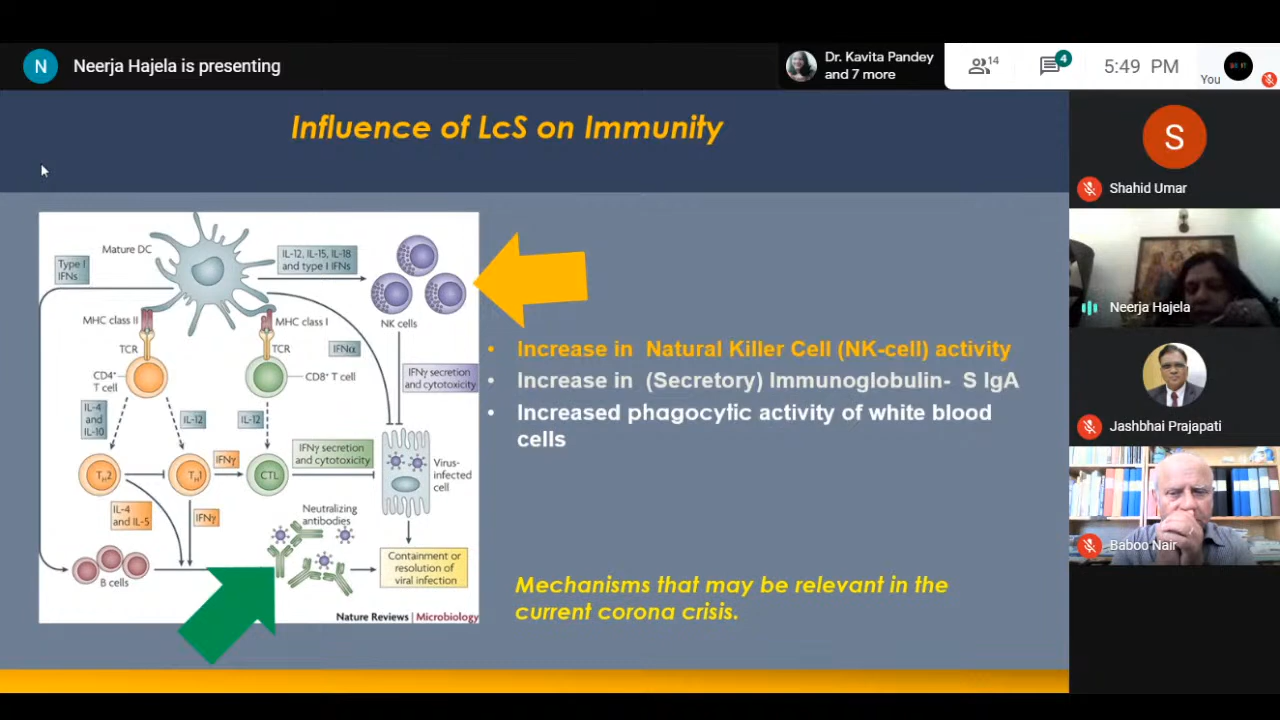 N
Neerja Hajela is presenting
Dr. Kavita Pandey
and 7 more
14
4
5:49 PM
You
Influence of LcS on Immunity
S
Shahid Umar
Neerja Hajela
Jashbhai Prajapati
Baboo Nair
Mature DC
Type I
IFNs
IL-12, IL-15, IL-18
and type I IFNs
NK cells
MHC class II
MHC class I
TCR
TCR
IFNα
CD4+
T cell
CD8+ T cell
IFNγ secretion
and cytotoxicity
IL-4
and
IL-10
IL-12
IL-12
IFNγ secretion
and cytotoxicity
TH2
TH1
IFNγ
CTL
Virus-
infected
cell
IL-4
and IL-5
IFNγ
Neutralizing
antibodies
B cells
Containment or
resolution of
viral infection
Nature Reviews | Microbiology
• Increase in Natural Killer Cell (NK-cell) activity
• Increase in (Secretory) Immunoglobulin- S IgA
• Increased phagocytic activity of white blood
cells
Mechanisms that may be relevant in the
current corona crisis.